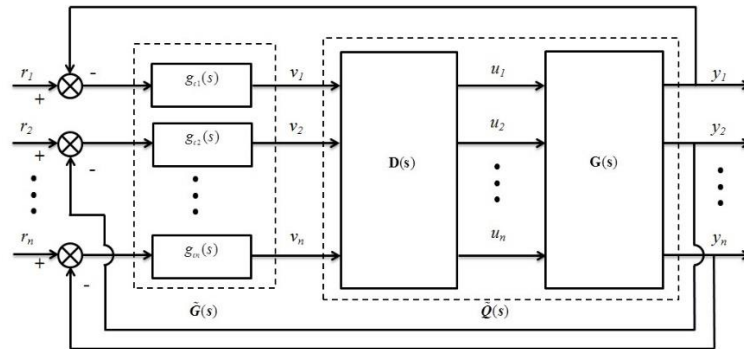 r1 - gc1(s) v1 u1 y1
+
r2 gc2(s) v2 u2 y2
+ -
D(s) G(s)
rn gcn(s) vn un yn
+ -
G̃(s) Q̃(s)